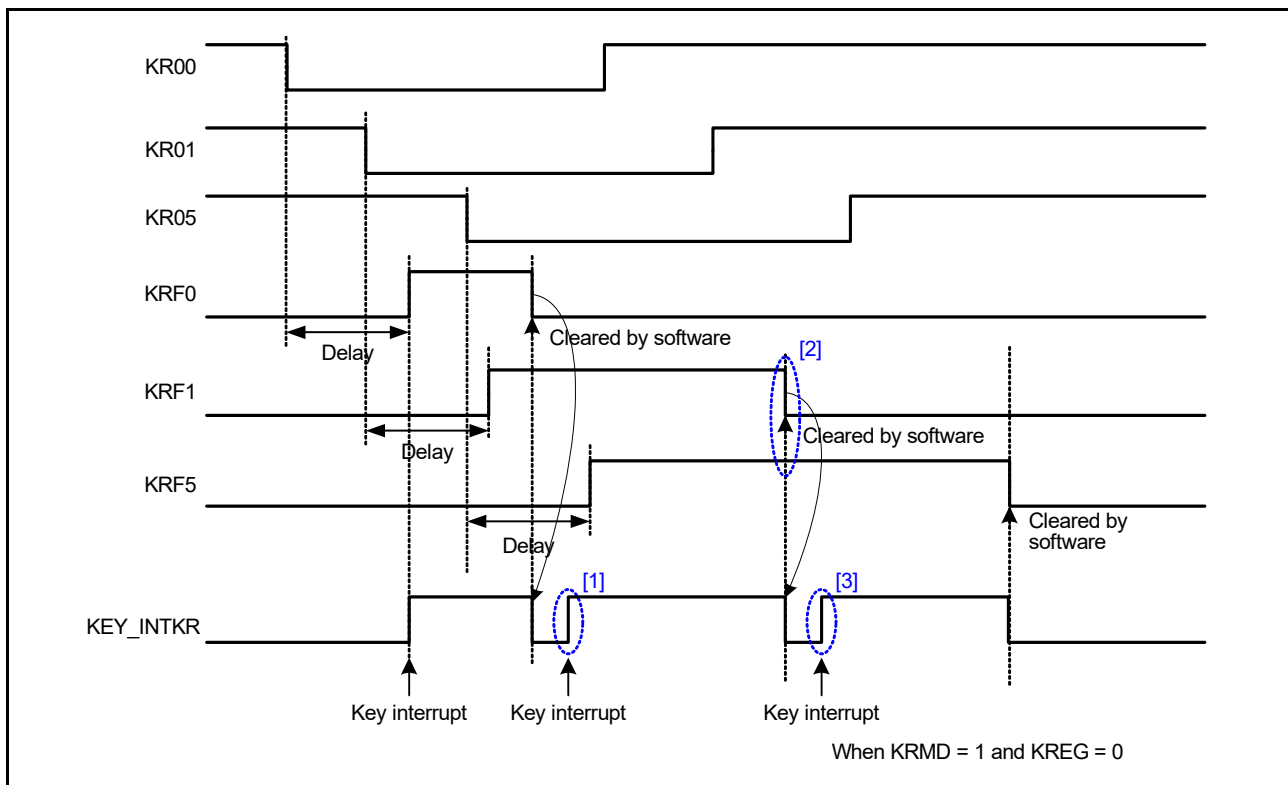 KR00
KR01
KR05
KRF0
Cleared by software
Delay
[2]
KRF1
Cleared by software
Delay
KRF5
Cleared by
software
Delay
[1]
[3]
KEY_INTKR
Key interrupt
Key interrupt
Key interrupt
When KRMD = 1 and KREG = 0